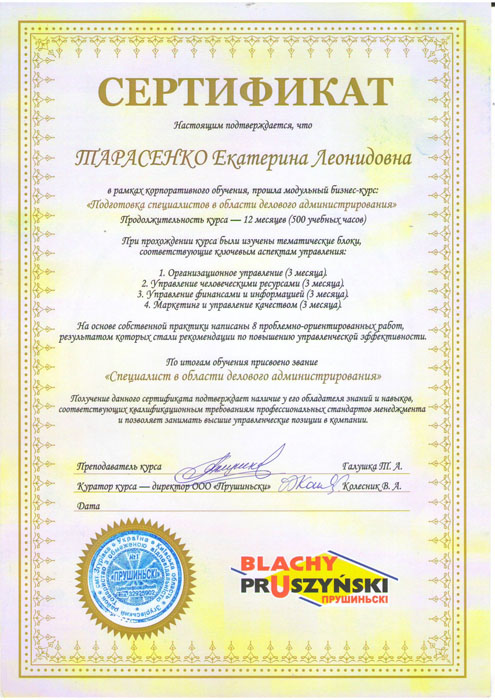 СЕРТИФИКАТ
Настоящим подтверждается, что
ТАРАСЕНКО Екатерина Леонидовна
в рамках корпоративного обучения, прошла модульный бизнес-курс:
«Подготовка специалистов в области делового администрирования»
Продолжительность курса — 12 месяцев (500 учебных часов)
При прохождении курса были изучены тематические блоки,
соответствующие ключевым аспектам управления:
1. Организационное управление (3 месяца).
2. Управление человеческими ресурсами (3 месяца).
3. Управление финансами и информацией (3 месяца).
4. Маркетинг и управление качеством (3 месяца).
На основе собственной практики написаны 8 проблемно-ориентированных работ,
результатом которых стали рекомендации по повышению управленческой эффективности.
По итогам обучения присвоено звание
«Специалист в области делового администрирования»
Получение данного сертификата подтверждает наличие у его обладателя знаний и навыков,
соответствующих квалификационным требованиям профессиональных стандартов менеджмента
и позволяет занимать высшие управленческие позиции в компании.
Преподаватель курса Галушка Т. А.
Куратор курса — директор ООО «Прушиньски» Колесник В. А.
Дата
Україна
№1
"ПРУШИНЬСЬКІ"
BLACHY
PRUSZYŃSKI
ПРУШИНЬСКІ